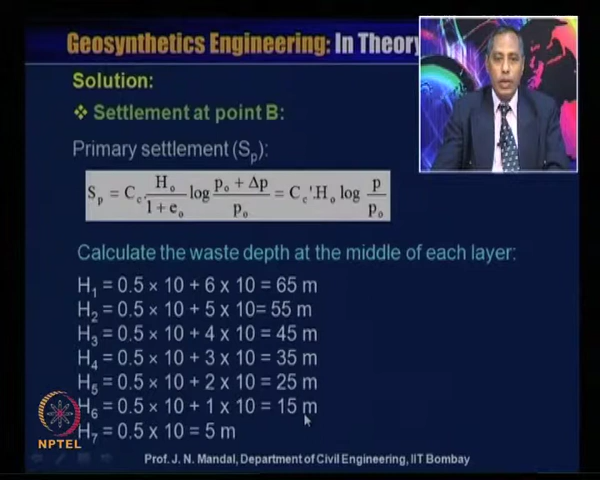 Geosynthetics Engineering: In Theory
Solution:
❖ Settlement at point B:
Primary settlement (Sₚ):
Sₚ = C_c · H₀ / (1 + e₀) log (p₀ + Δp) / p₀ = C_c'.H₀ log p / p₀
Calculate the waste depth at the middle of each layer:
H₁ = 0.5 × 10 + 6 x 10 = 65 m
H₂ = 0.5 × 10 + 5 x 10= 55 m
H₃ = 0.5 × 10 + 4 x 10 = 45 m
H₄ = 0.5 × 10 + 3 x 10 = 35 m
H₅ = 0.5 × 10 + 2 x 10 = 25 m
H₆ = 0.5 × 10 + 1 x 10 = 15 m
H₇ = 0.5 x 10 = 5 m
NPTEL
Prof. J. N. Mandal, Department of Civil Engineering, IIT Bombay